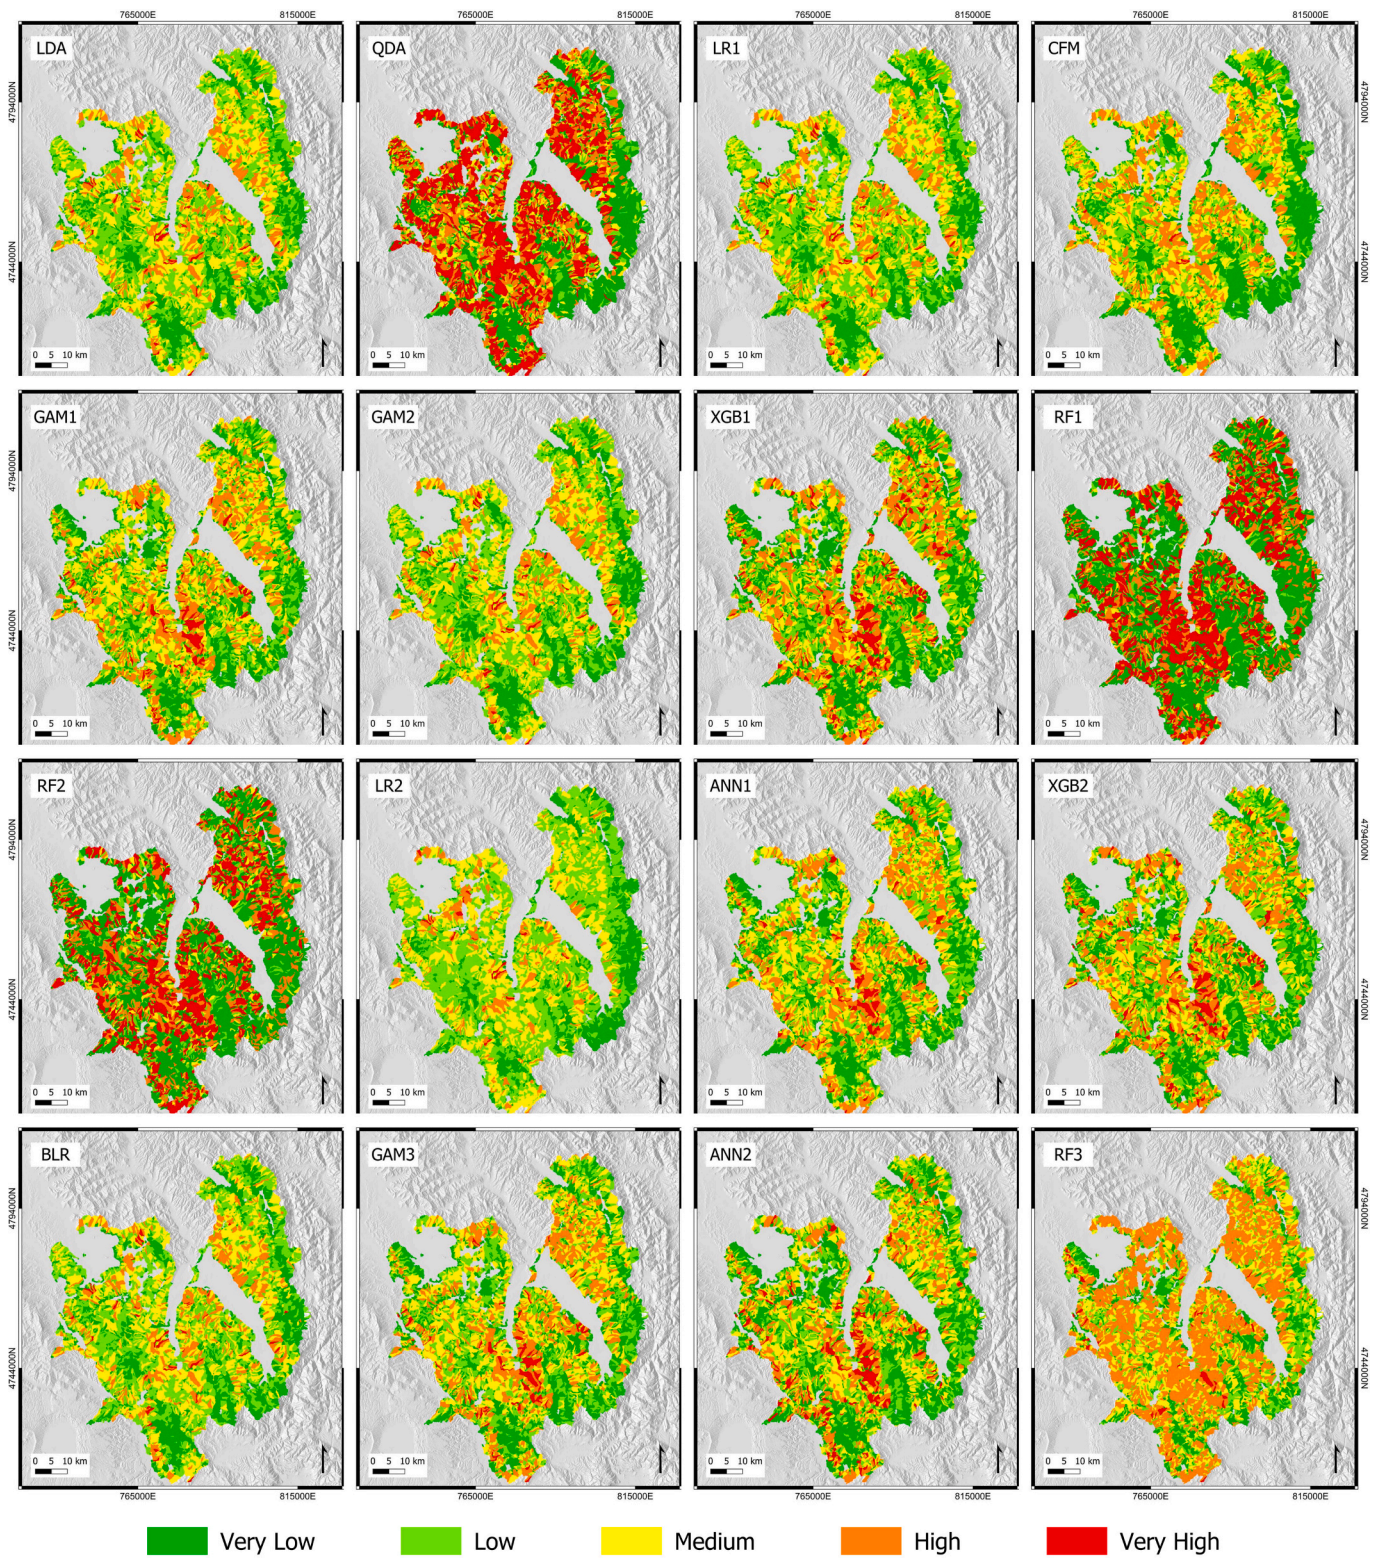 765000E 815000E 765000E 815000E 765000E 815000E 765000E 815000E
LDA QDA LR1 CFM
4794000N 4794000N
4744000N 4744000N
0 5 10 km 0 5 10 km 0 5 10 km 0 5 10 km
GAM1 GAM2 XGB1 RF1
4794000N 4794000N
4744000N 4744000N
0 5 10 km 0 5 10 km 0 5 10 km 0 5 10 km
RF2 LR2 ANN1 XGB2
4794000N 4794000N
4744000N 4744000N
0 5 10 km 0 5 10 km 0 5 10 km 0 5 10 km
BLR GAM3 ANN2 RF3
4794000N 4794000N
4744000N 4744000N
0 5 10 km 0 5 10 km 0 5 10 km 0 5 10 km
765000E 815000E 765000E 815000E 765000E 815000E 765000E 815000E
Very Low Low Medium High Very High